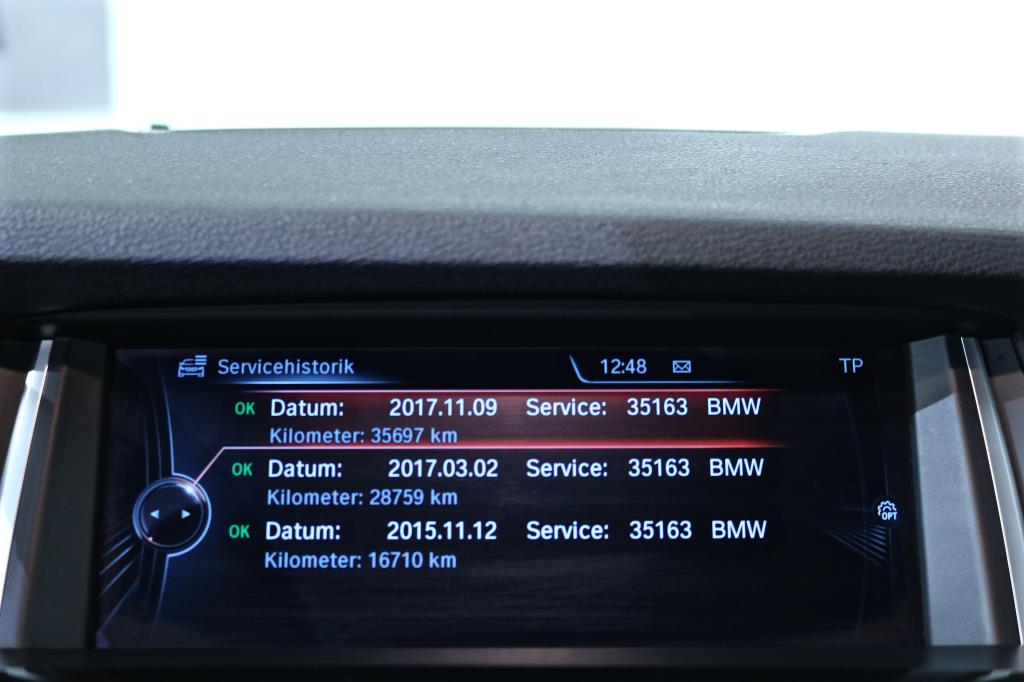 Servicehistorik 12:48 TP
OK Datum: 2017.11.09 Service: 35163 BMW
Kilometer: 35697 km
OK Datum: 2017.03.02 Service: 35163 BMW
Kilometer: 28759 km
OPT
OK Datum: 2015.11.12 Service: 35163 BMW
Kilometer: 16710 km